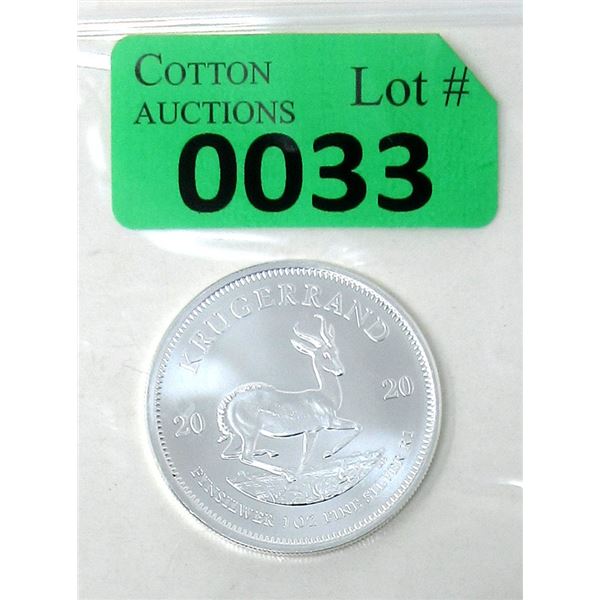 COTTON
AUCTIONS
Lot #
0033
KRUGERRAND
20 20
FYNSILWER 1 OZ FINE SILVER R1